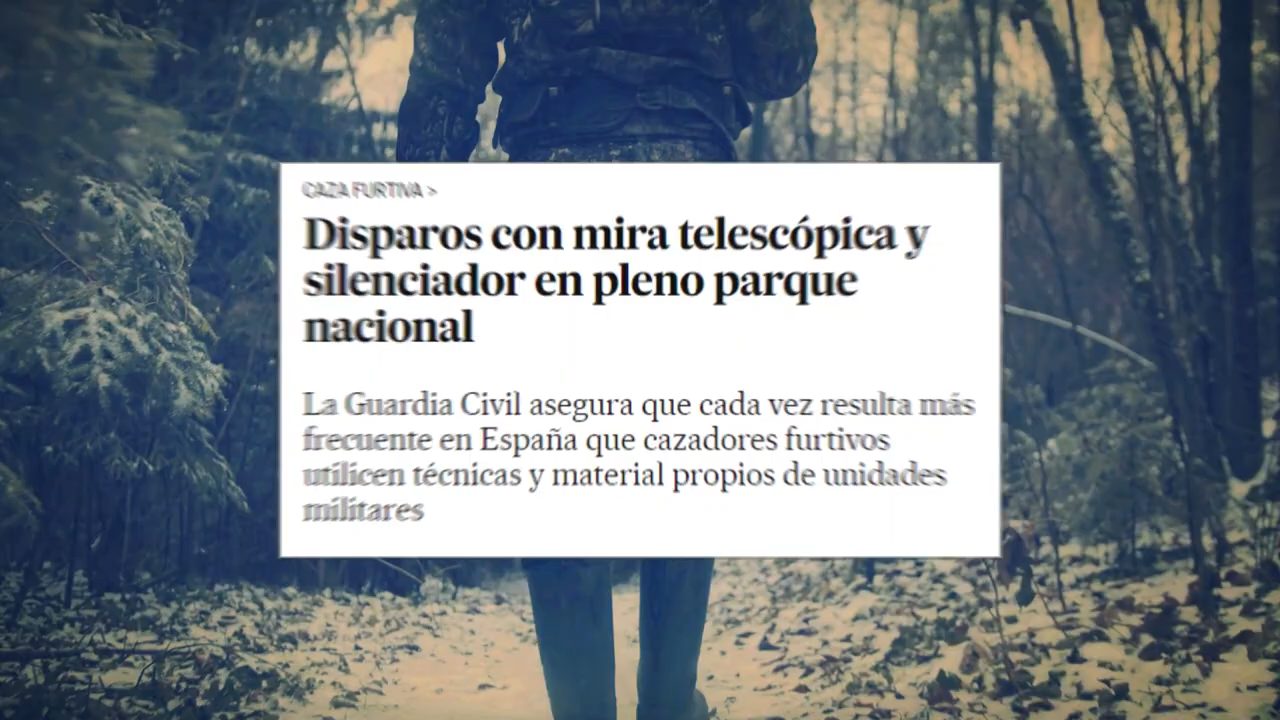 CAZA FURTIVA >
Disparos con mira telescópica y
silenciador en pleno parque
nacional
La Guardia Civil asegura que cada vez resulta más
frecuente en España que cazadores furtivos
utilicen técnicas y material propios de unidades
militares